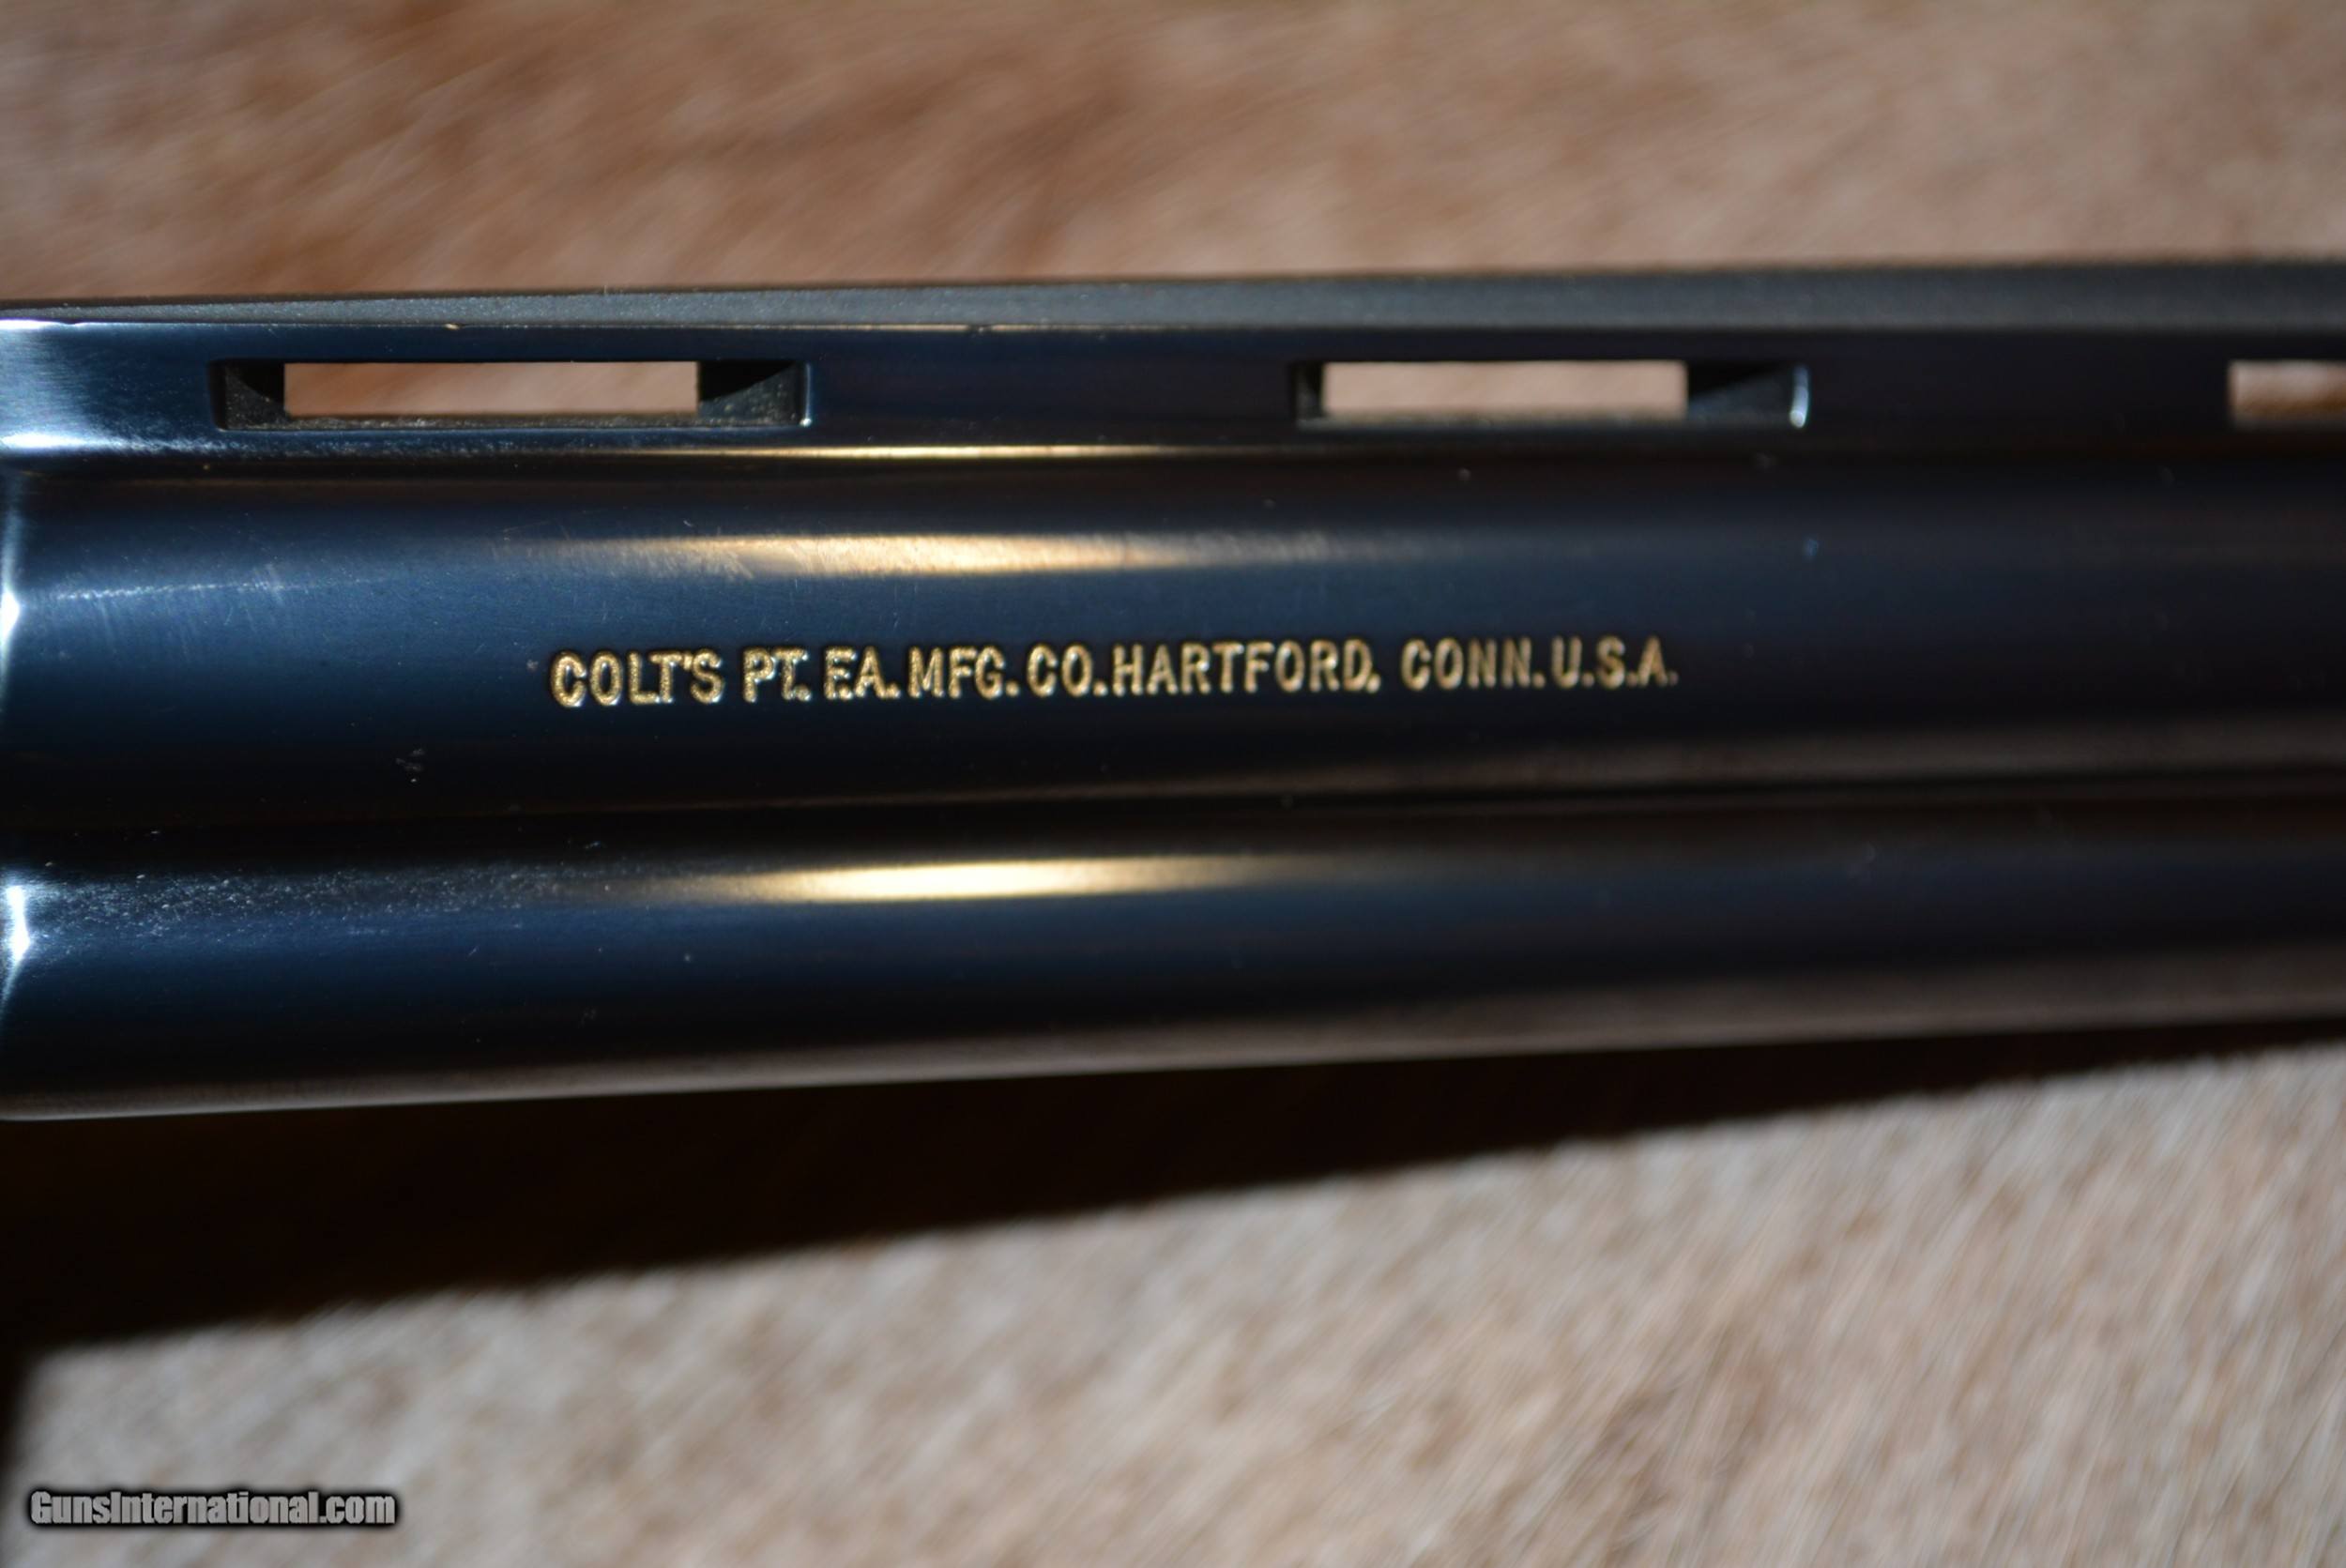 COLT'S PT. F.A. MFG. CO. HARTFORD, CONN. U.S.A.
GunsInternational.com